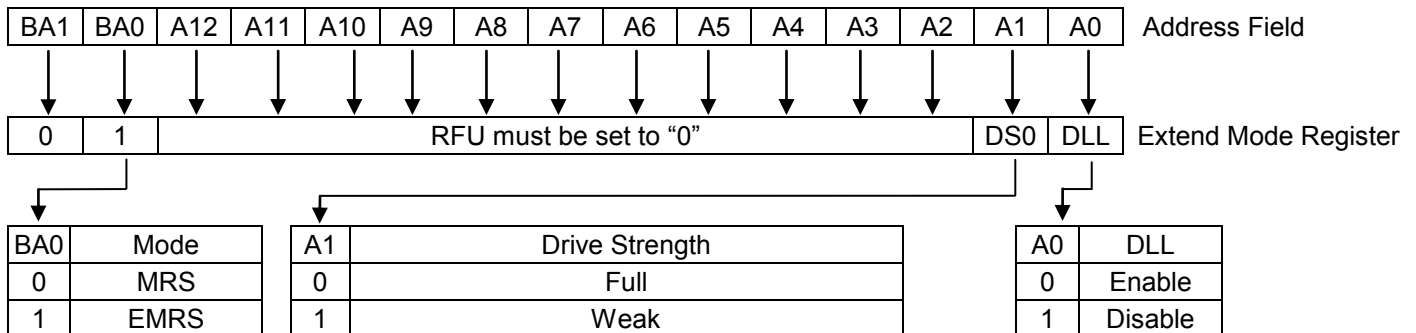 BA1 BA0 A12 A11 A10 A9 A8 A7 A6 A5 A4 A3 A2 A1 A0 Address Field
0 1 RFU must be set to “0” DS0 DLL Extend Mode Register
BA0 Mode A1 Drive Strength A0 DLL
0 MRS 0 Full 0 Enable
1 EMRS 1 Weak 1 Disable